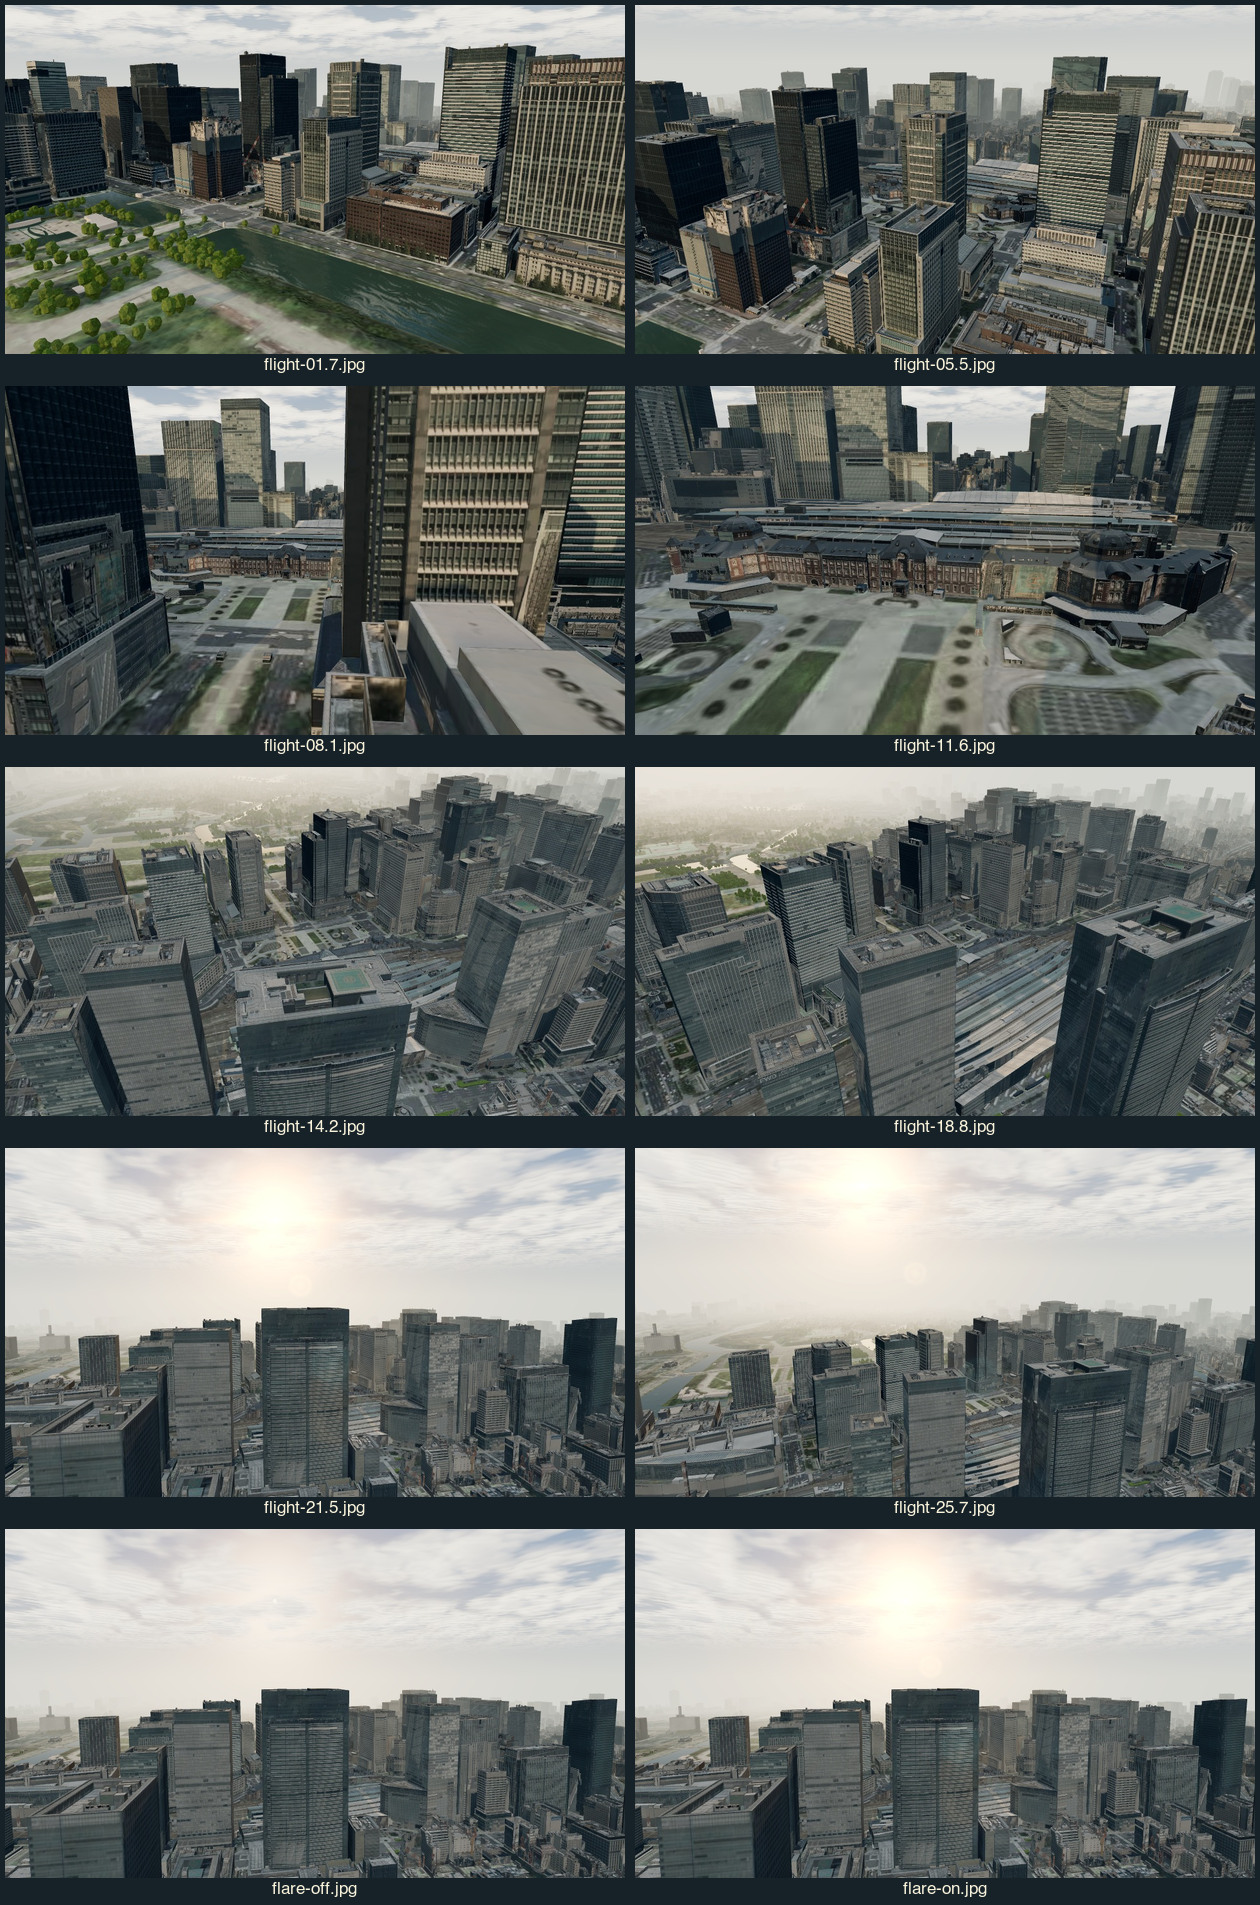 flight-01.7.jpg
flight-05.5.jpg
flight-08.1.jpg
flight-11.6.jpg
flight-14.2.jpg
flight-18.8.jpg
flight-21.5.jpg
flight-25.7.jpg
flare-off.jpg
flare-on.jpg